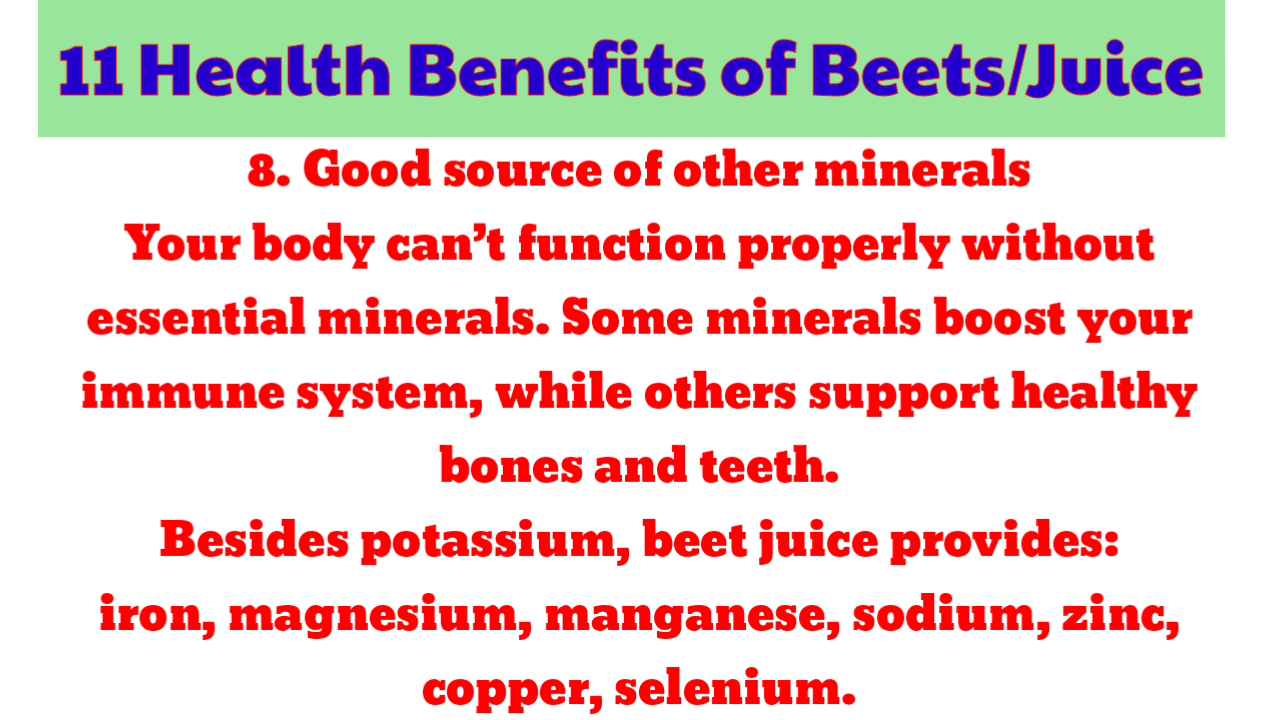 11 Health Benefits of Beets/Juice
8. Good source of other minerals
Your body can’t function properly without
essential minerals. Some minerals boost your
immune system, while others support healthy
bones and teeth.
Besides potassium, beet juice provides:
iron, magnesium, manganese, sodium, zinc,
copper, selenium.